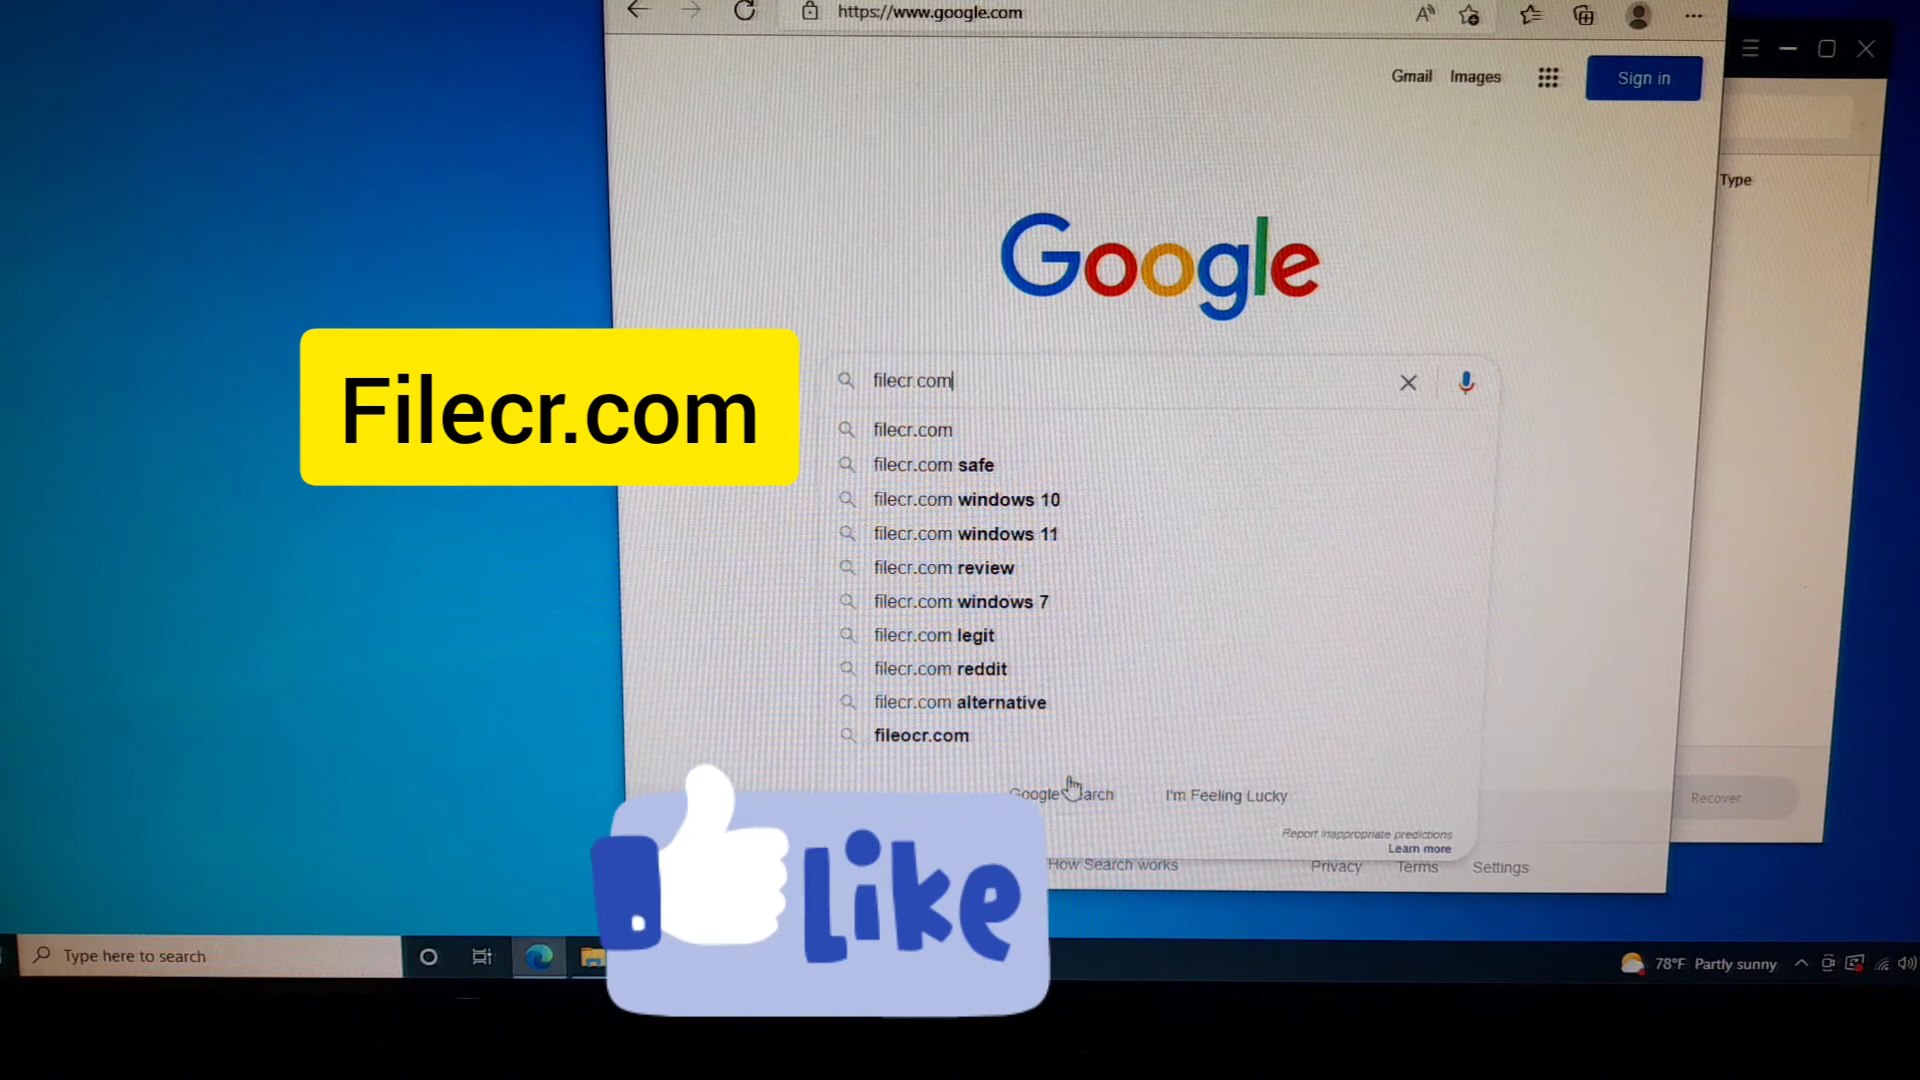 https://www.google.com
Gmail Images Sign in
Type
Google
Filecr.com
filecr.com
filecr.com
filecr.com safe
filecr.com windows 10
filecr.com windows 11
filecr.com review
filecr.com windows 7
filecr.com legit
filecr.com reddit
filecr.com alternative
fileocr.com
Google Search I'm Feeling Lucky
Recover
Report inappropriate predictions
Learn more
How Search works Privacy Terms Settings
like
Type here to search
78°F Partly sunny